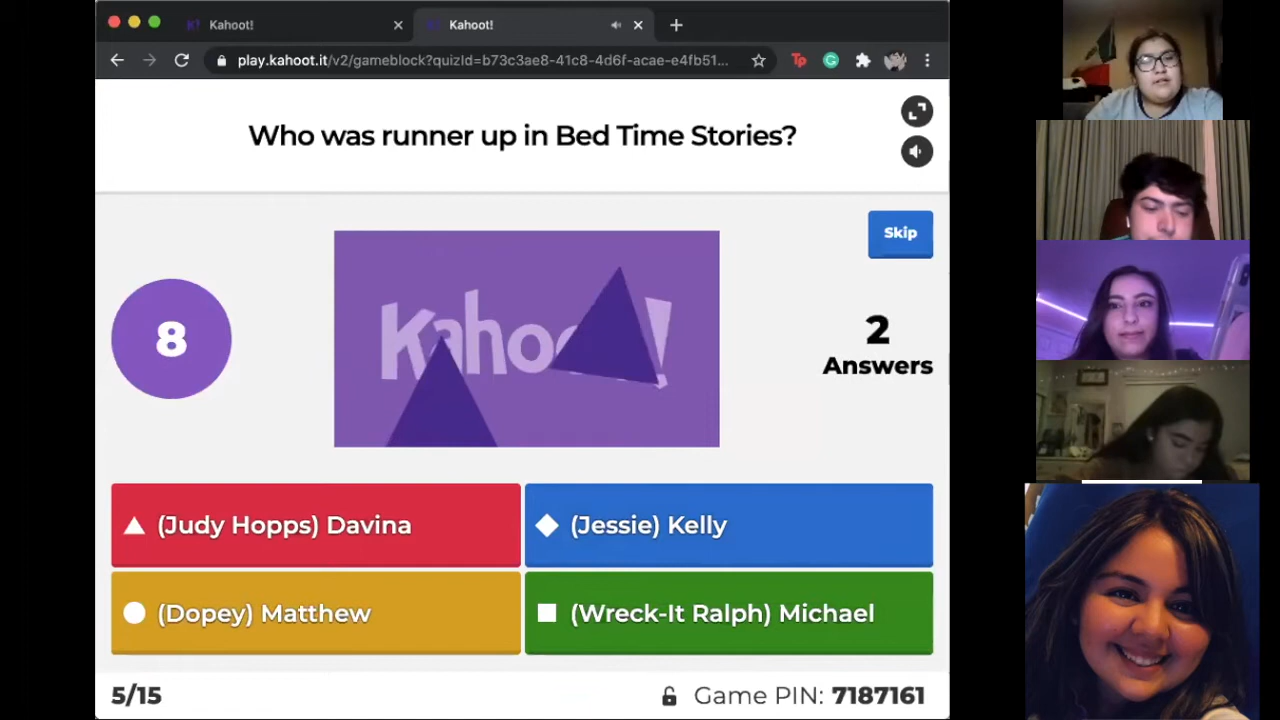 Kahoot!
Kahoot!
play.kahoot.it/v2/gameblock?quizId=b73c3ae8-41c8-4d6f-acae-e4fb51...
Tp
G
Who was runner up in Bed Time Stories?
Skip
8
2
Answers
(Judy Hopps) Davina
(Jessie) Kelly
(Dopey) Matthew
(Wreck-It Ralph) Michael
5/15
Game PIN: 7187161